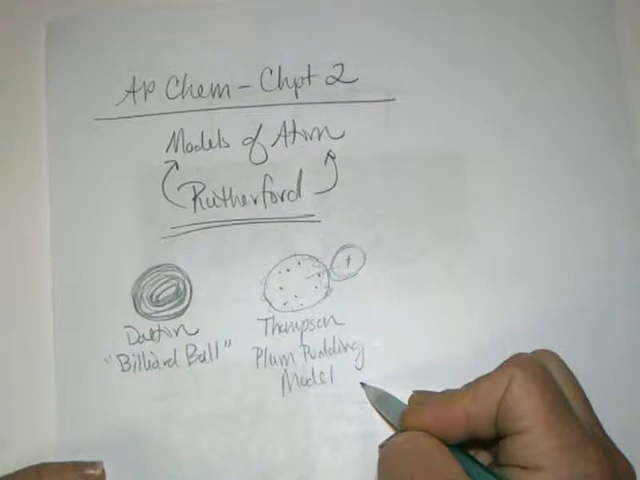 AP Chem – Chpt 2
Models of Atom
Rutherford
Dalton
"Billiard Ball"
Thompson
Plum Pudding
Model